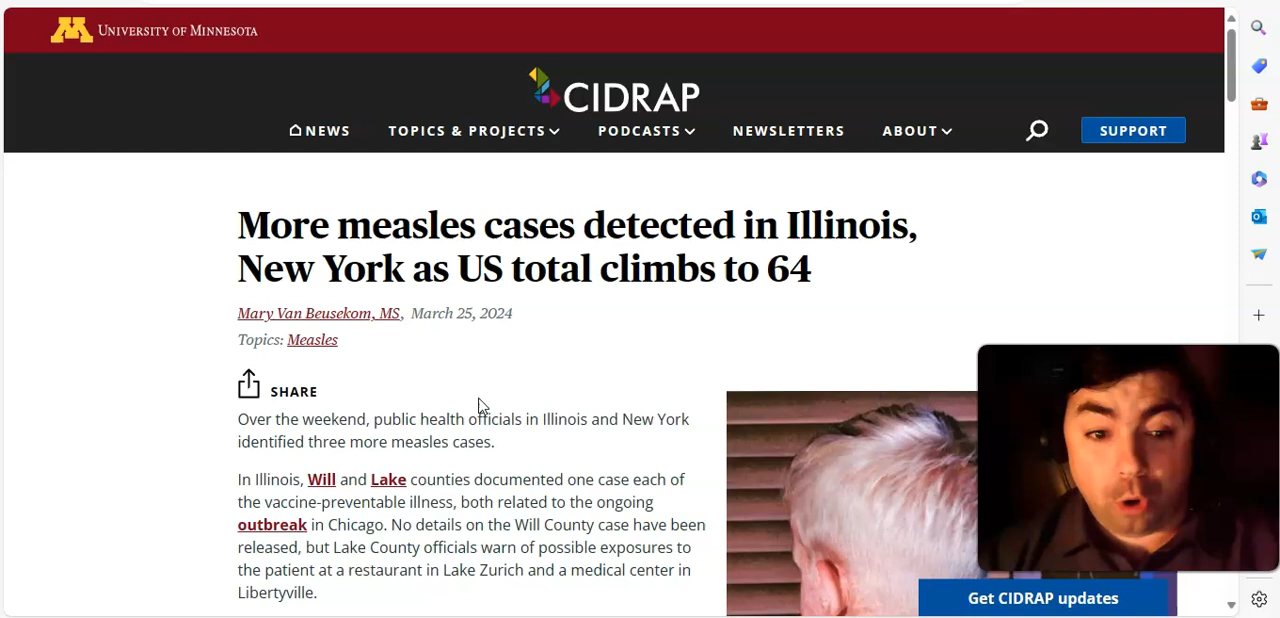 UNIVERSITY OF MINNESOTA
CIDRAP
NEWS TOPICS & PROJECTS PODCASTS NEWSLETTERS ABOUT SUPPORT
More measles cases detected in Illinois,
New York as US total climbs to 64
Mary Van Beusekom, MS, March 25, 2024
Topics: Measles
SHARE
Over the weekend, public health officials in Illinois and New York
identified three more measles cases.
In Illinois, Will and Lake counties documented one case each of
the vaccine-preventable illness, both related to the ongoing
outbreak in Chicago. No details on the Will County case have been
released, but Lake County officials warn of possible exposures to
the patient at a restaurant in Lake Zurich and a medical center in
Libertyville.
Get CIDRAP updates